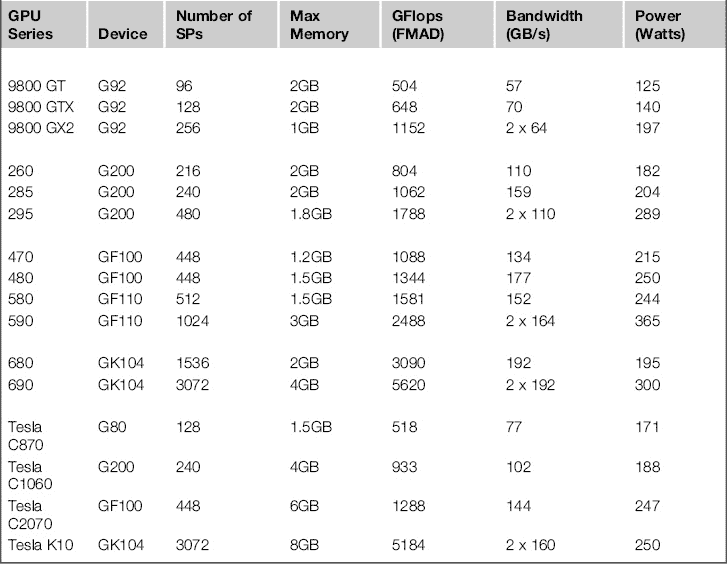 GPU Series Device Number of SPs Max Memory GFlops (FMAD) Bandwidth (GB/s) Power (Watts)
9800 GT G92 96 2GB 504 57 125
9800 GTX G92 128 2GB 648 70 140
9800 GX2 G92 256 1GB 1152 2 x 64 197
260 G200 216 2GB 804 110 182
285 G200 240 2GB 1062 159 204
295 G200 480 1.8GB 1788 2 x 110 289
470 GF100 448 1.2GB 1088 134 215
480 GF100 448 1.5GB 1344 177 250
580 GF110 512 1.5GB 1581 152 244
590 GF110 1024 3GB 2488 2 x 164 365
680 GK104 1536 2GB 3090 192 195
690 GK104 3072 4GB 5620 2 x 192 300
Tesla C870 G80 128 1.5GB 518 77 171
Tesla C1060 G200 240 4GB 933 102 188
Tesla C2070 GF100 448 6GB 1288 144 247
Tesla K10 GK104 3072 8GB 5184 2 x 160 250